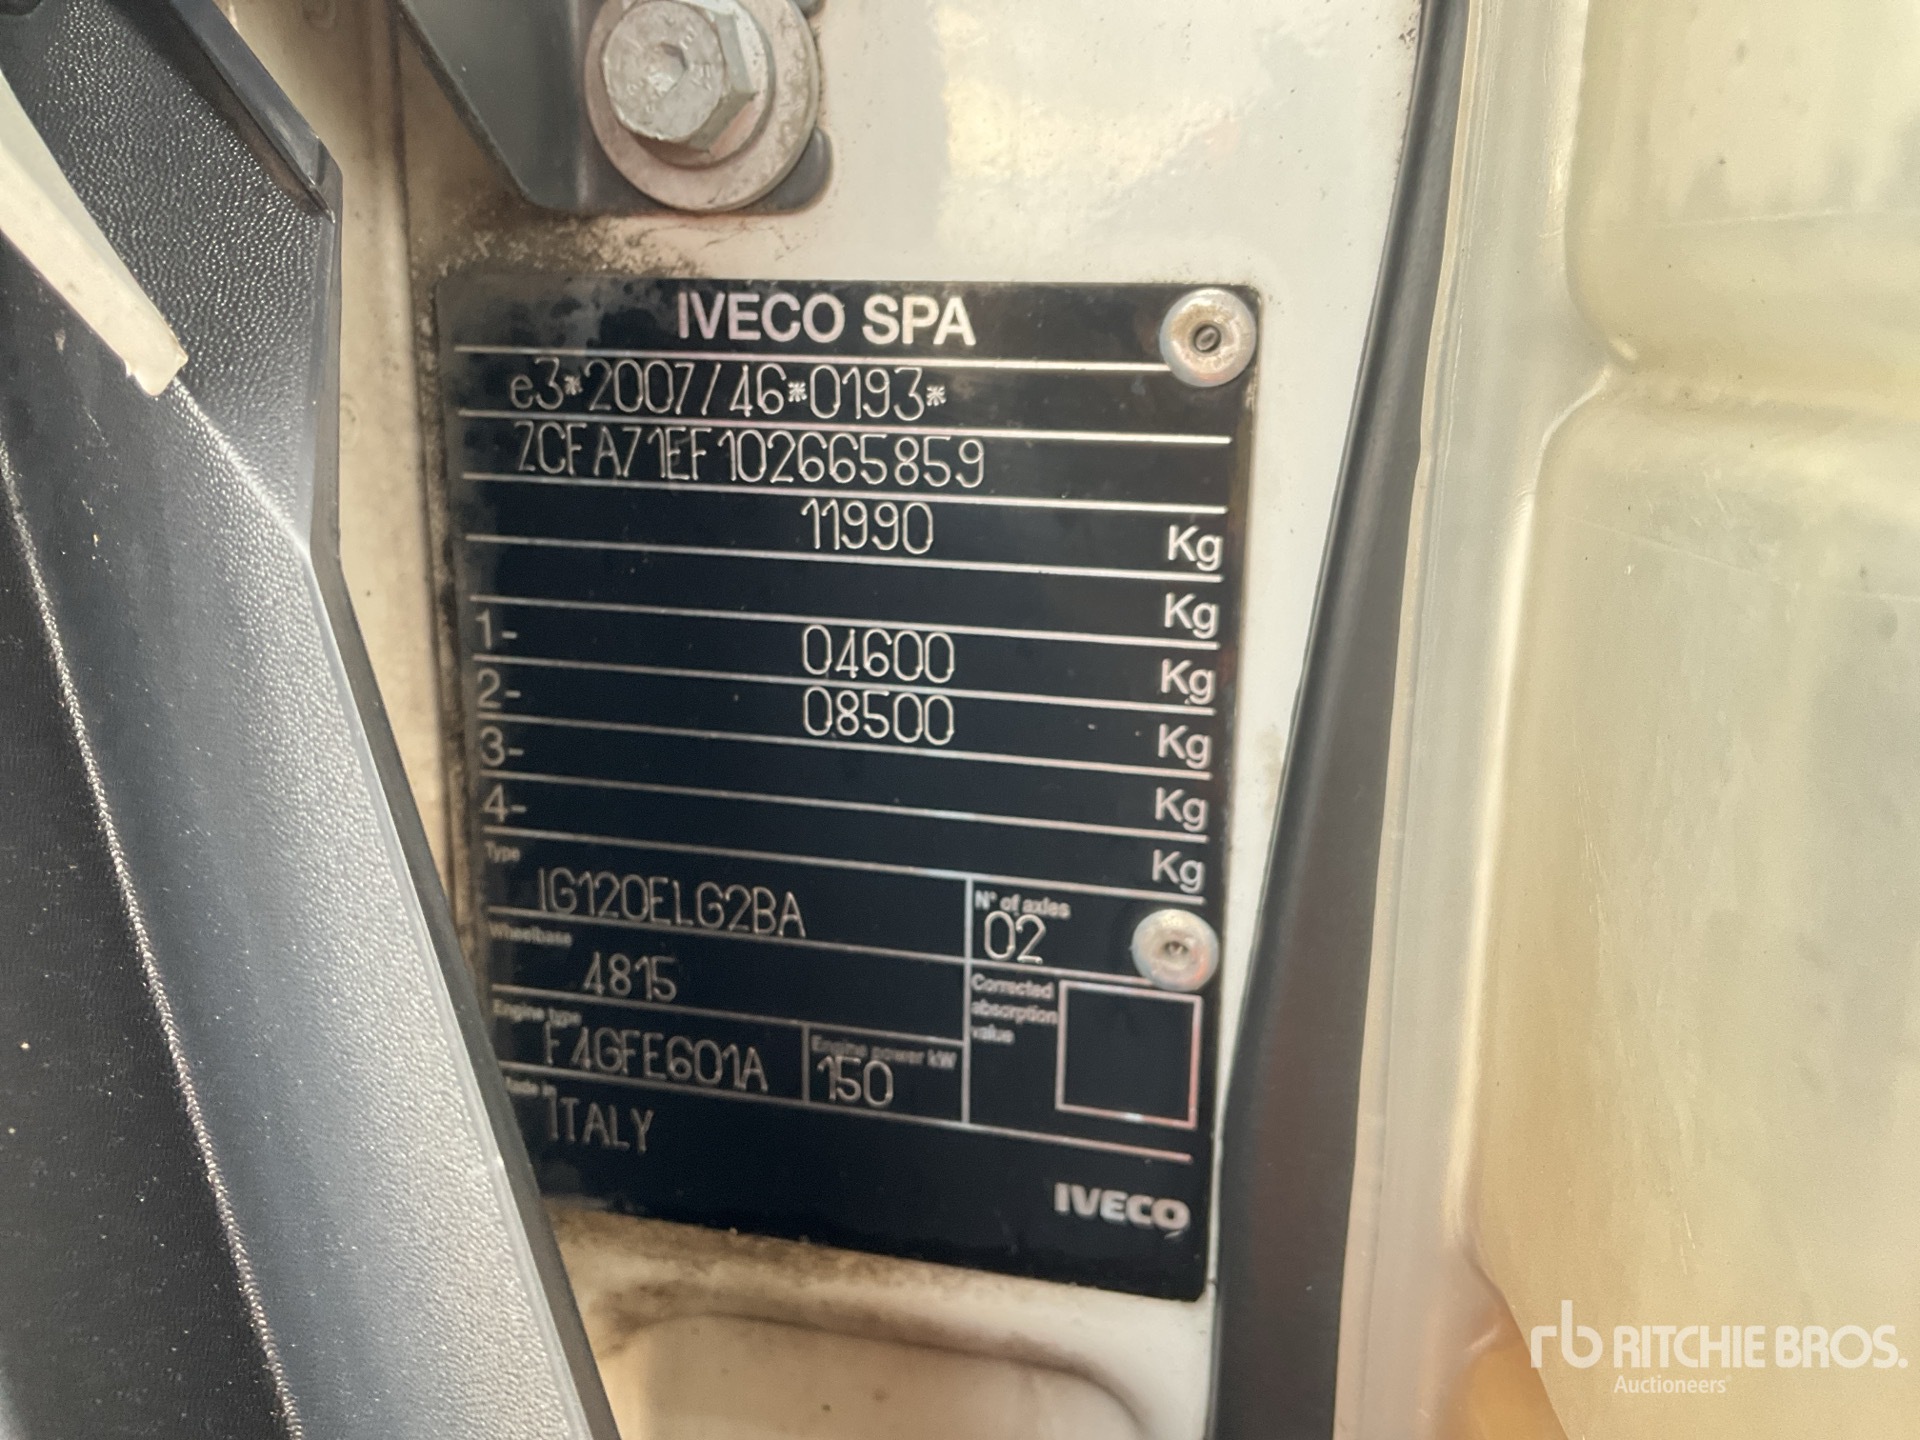 IVECO SPA
e3*2007/46*0193*
ZCFA71EF102665859
11990 Kg
Kg
1- 04600 Kg
2- 08500 Kg
3- Kg
4- Kg
Type
IG120ELG2BA
N° of axles
02
Wheelbase
4815
Corrected
absorption
value
Engine type
F4GFE601A
Engine power kW
150
Made in
ITALY
IVECO
rb RITCHIE BROS.
Auctioneers